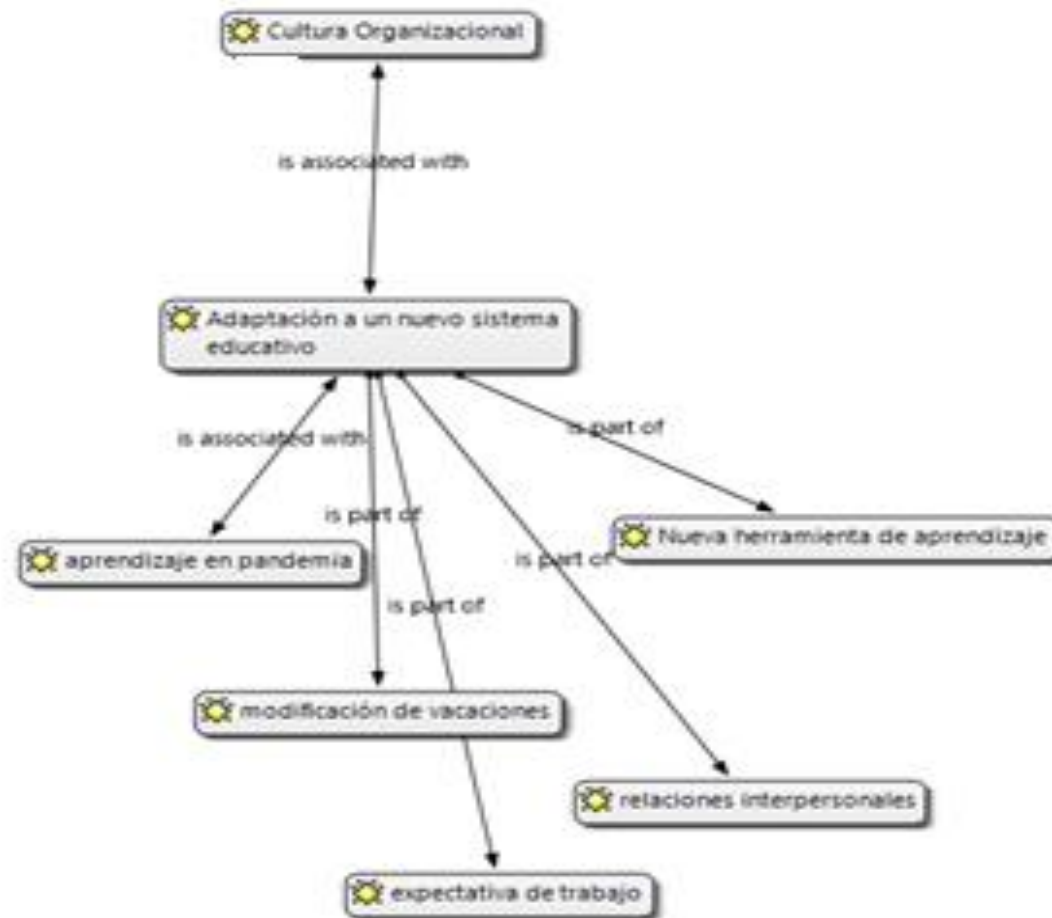 Cultura Organizacional
is associated with
Adaptación a un nuevo sistema
educativo
is associated with
is part of
is part of
is part of
is part of
Nueva herramienta de aprendizaje
aprendizaje en pandemia
modificación de vacaciones
relaciones interpersonales
expectativa de trabajo